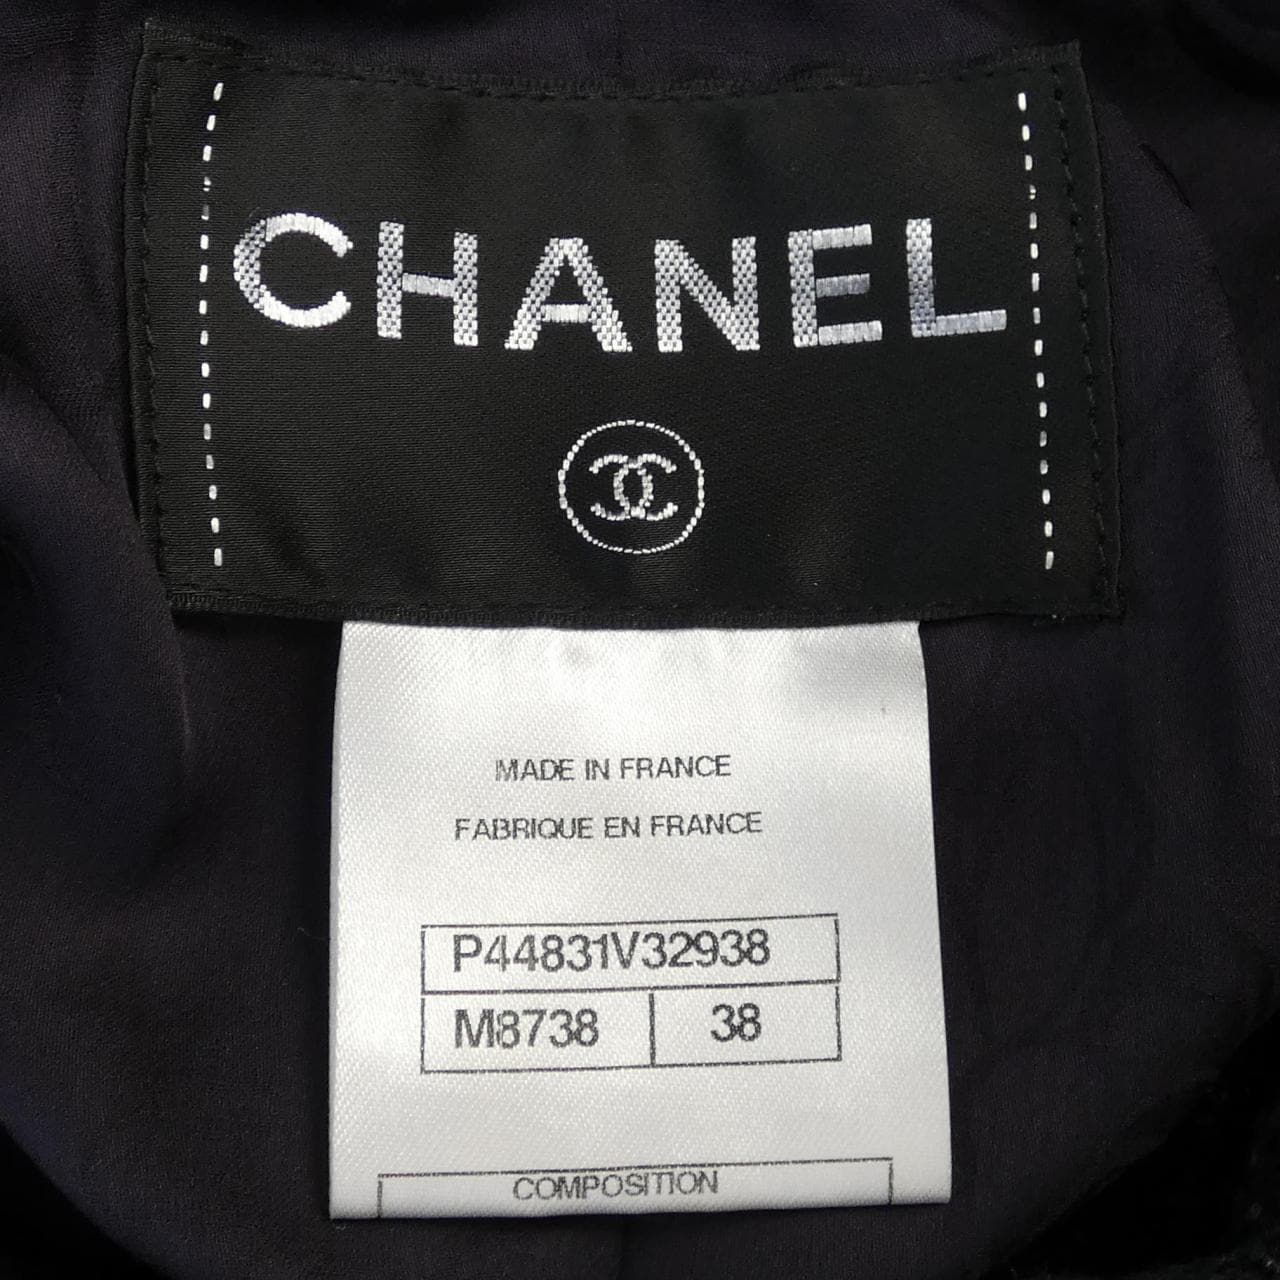 CHANEL
MADE IN FRANCE
FABRIQUE EN FRANCE
P44831V32938
M8738 38
COMPOSITION